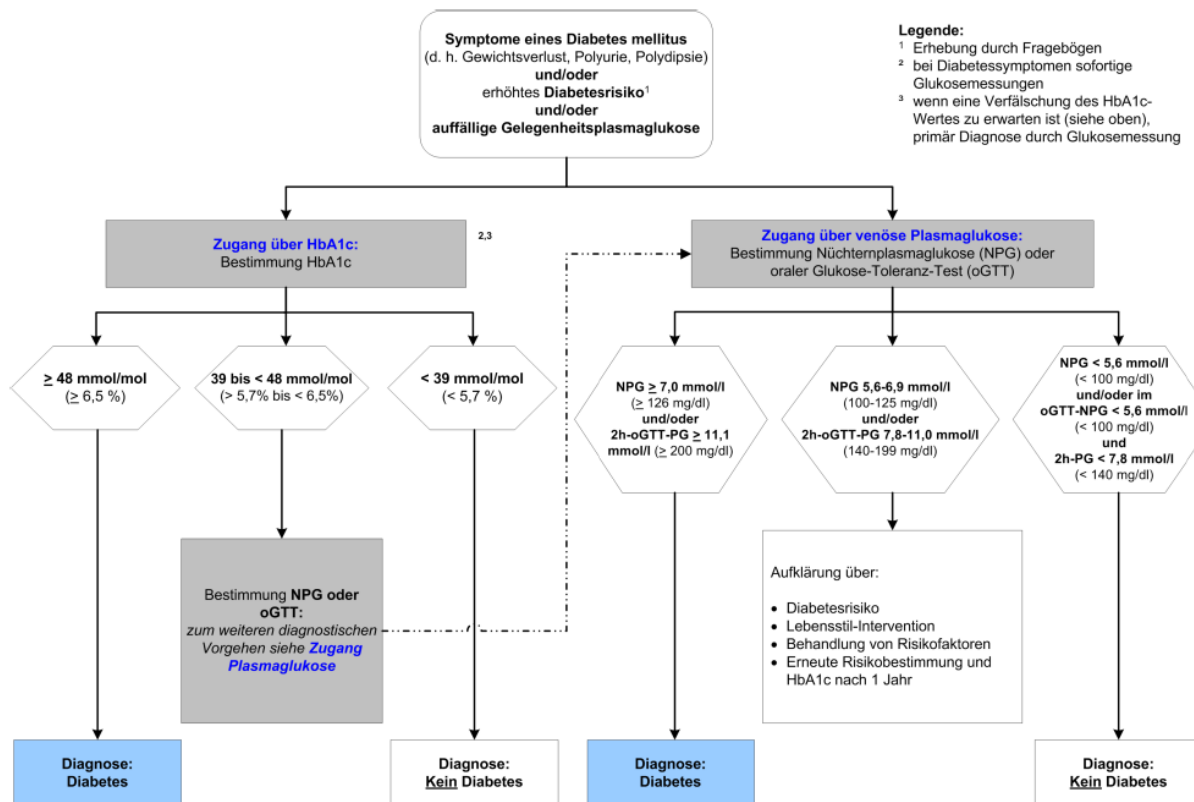 Symptome eines Diabetes mellitus
(d. h. Gewichtsverlust, Polyurie, Polydipsie)
und/oder
erhöhtes Diabetesrisiko¹
und/oder
auffällige Gelegenheitsplasmaglukose
Legende:
¹ Erhebung durch Fragebögen
² bei Diabetessymptomen sofortige
Glukosemessungen
³ wenn eine Verfälschung des HbA1c-
Wertes zu erwarten ist (siehe oben),
primär Diagnose durch Glukosemessung
Zugang über HbA1c:
Bestimmung HbA1c
2,3
Zugang über venöse Plasmaglukose:
Bestimmung Nüchternplasmaglukose (NPG) oder
oraler Glukose-Toleranz-Test (oGTT)
≥ 48 mmol/mol
(≥ 6,5 %)
39 bis < 48 mmol/mol
(> 5,7% bis < 6,5%)
< 39 mmol/mol
(< 5,7 %)
NPG ≥ 7,0 mmol/l
(≥ 126 mg/dl)
und/oder
2h-oGTT-PG ≥ 11,1
mmol/l (≥ 200 mg/dl)
NPG 5,6-6,9 mmol/l
(100-125 mg/dl)
und/oder
2h-oGTT-PG 7,8-11,0 mmol/l
(140-199 mg/dl)
NPG < 5,6 mmol/l
(< 100 mg/dl)
und/oder im
oGTT-NPG < 5,6 mmol/l
(< 100 mg/dl)
und
2h-PG < 7,8 mmol/l
(< 140 mg/dl)
Bestimmung NPG oder
oGTT:
zum weiteren diagnostischen
Vorgehen siehe Zugang
Plasmaglukose
Aufklärung über:
• Diabetesrisiko
• Lebensstil-Intervention
• Behandlung von Risikofaktoren
• Erneute Risikobestimmung und
HbA1c nach 1 Jahr
Diagnose:
Diabetes
Diagnose:
Kein Diabetes
Diagnose:
Diabetes
Diagnose:
Kein Diabetes